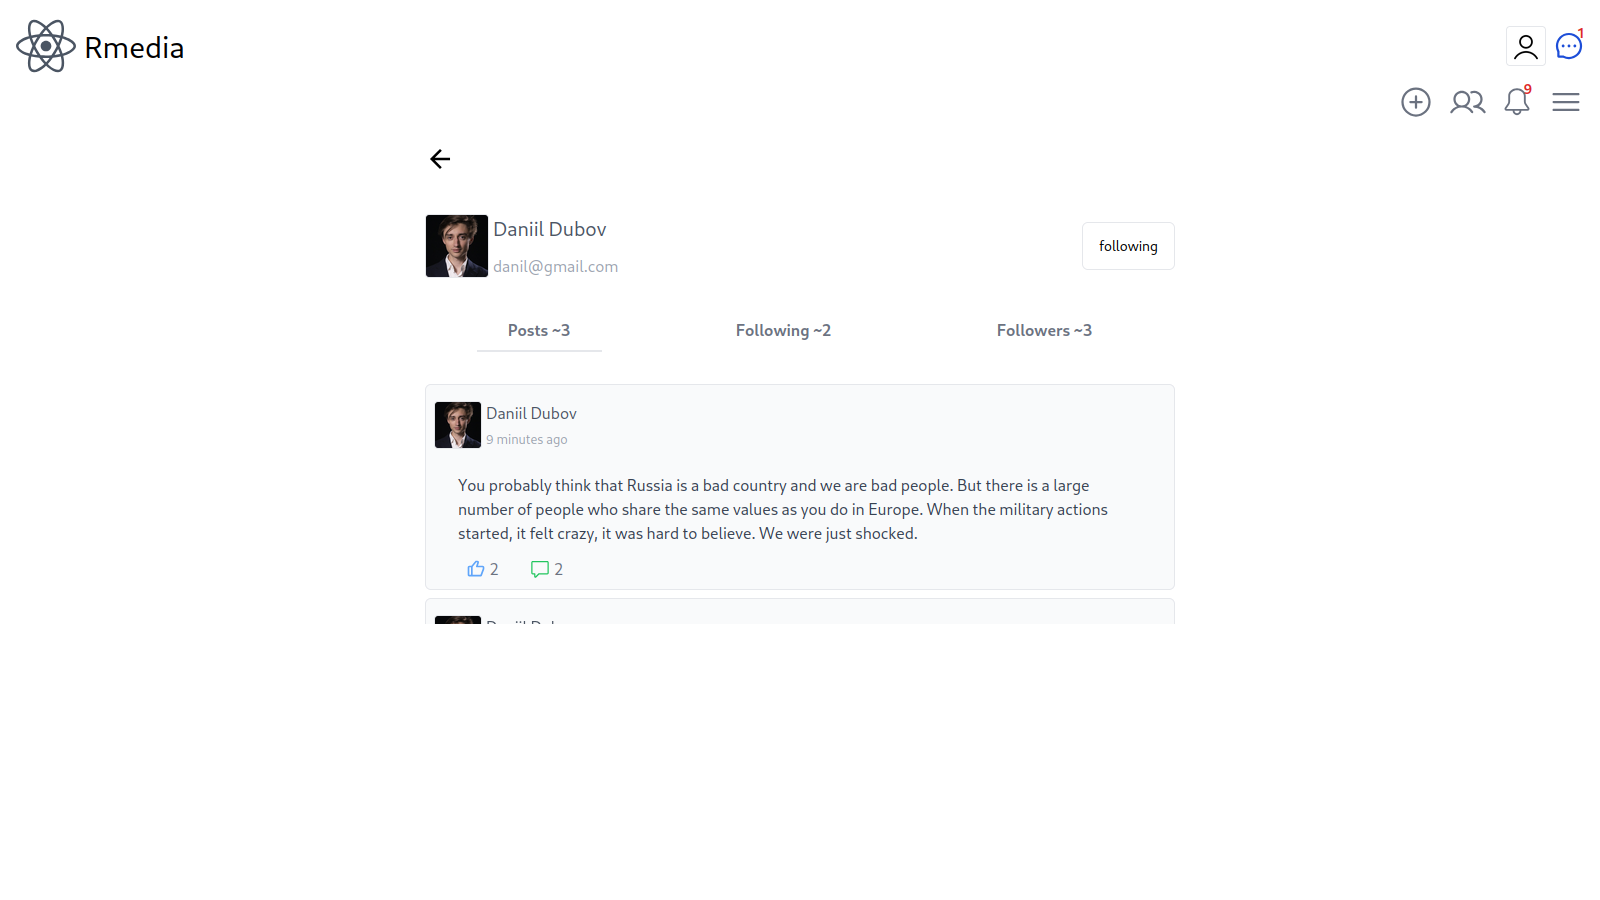 Rmedia
1
9
Daniil Dubov
danil@gmail.com
following
Posts ~3
Following ~2
Followers ~3
Daniil Dubov
9 minutes ago
You probably think that Russia is a bad country and we are bad people. But there is a large
number of people who share the same values as you do in Europe. When the military actions
started, it felt crazy, it was hard to believe. We were just shocked.
2
2